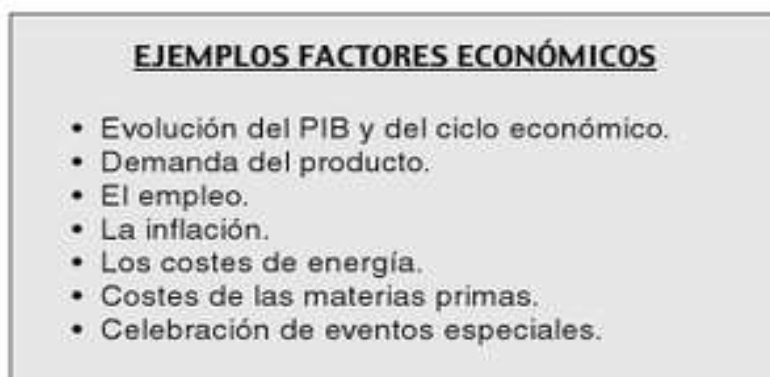 EJEMPLOS FACTORES ECONÓMICOS
• Evolución del PIB y del ciclo económico.
• Demanda del producto.
• El empleo.
• La inflación.
• Los costes de energía.
• Costes de las materias primas.
• Celebración de eventos especiales.